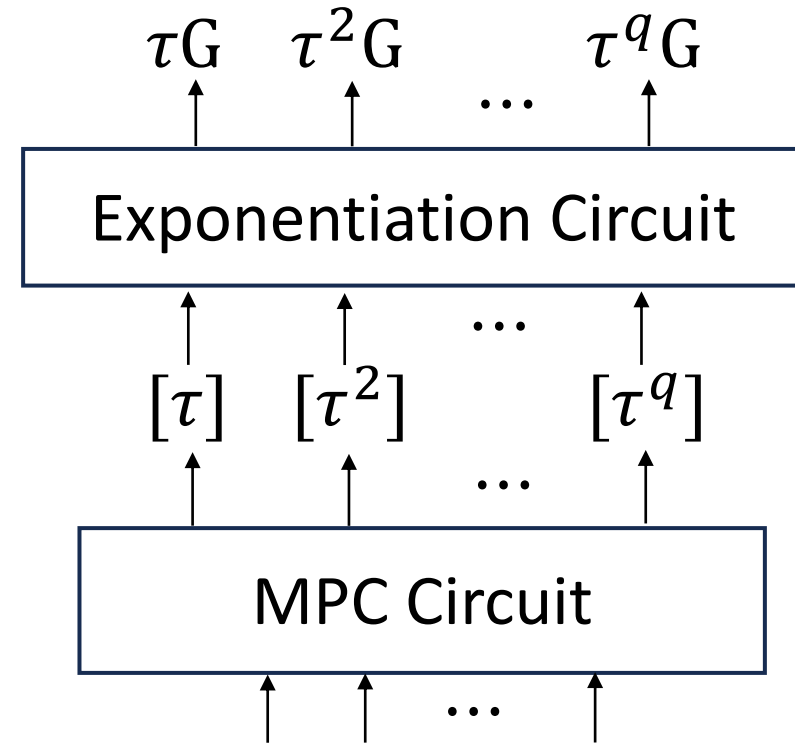 τG τ²G ... τ^qG
Exponentiation Circuit
...
[τ] [τ²] ... [τ^q]
...
MPC Circuit
...